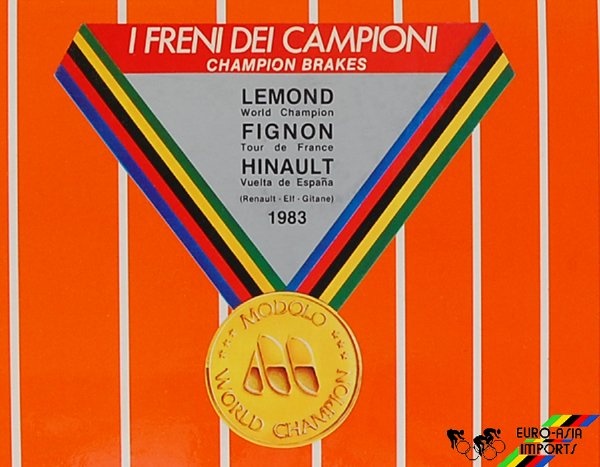 I FRENI DEI CAMPIONI
CHAMPION BRAKES
LEMOND
World Champion
FIGNON
Tour de France
HINAULT
Vuelta de España
(Renault - Elf - Gitane)
1983
MODOLO
WORLD CHAMPION
EURO-ASIA
IMPORTS